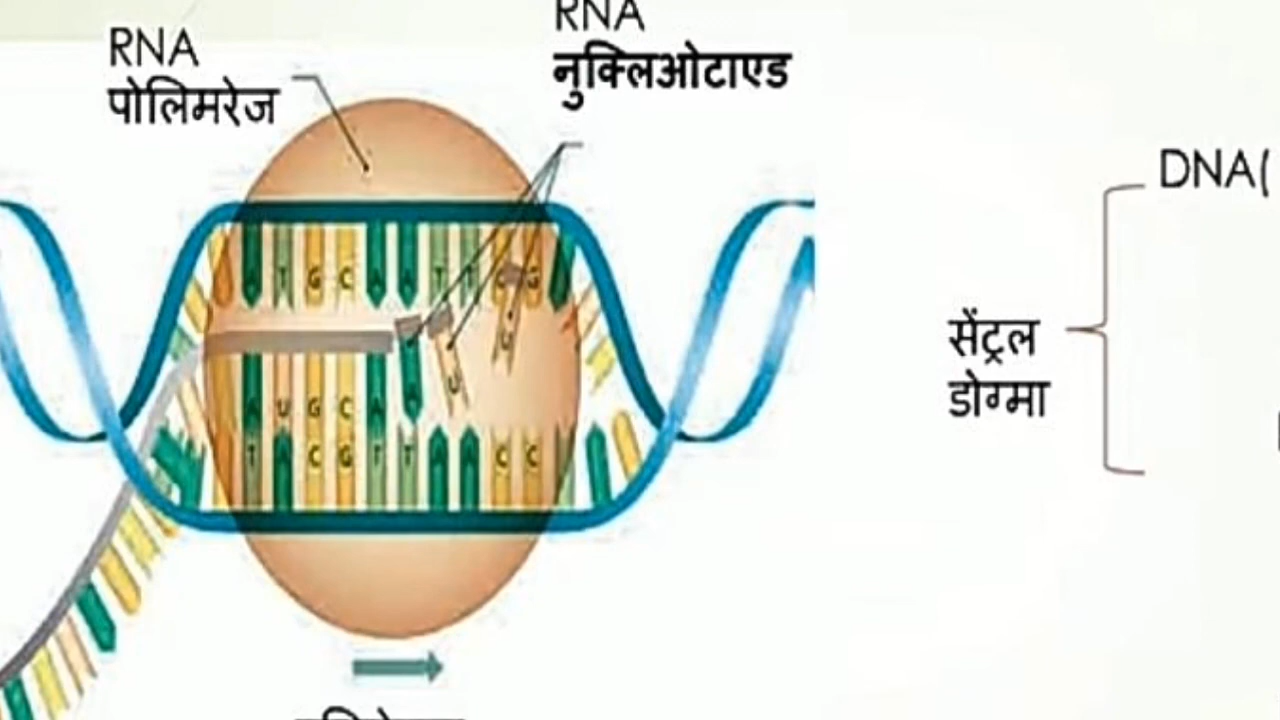 RNA
पोलिमरेज
RNA
नुक्लिओटाएड
DNA(
सेंट्रल
डोग्मा
A T G C A A T T C G
G
U
A U G C A A
T A C G T T A A C C